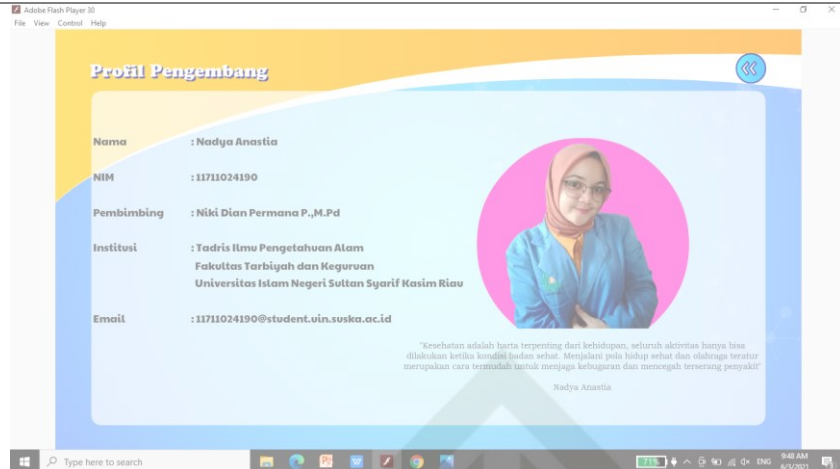 Adobe Flash Player 30
File View Control Help
Profil Pengembang
Nama : Nadya Anastia
NIM : 11711024190
Pembimbing : Niki Dian Permana P.,M.Pd
Institusi : Tadris Ilmu Pengetahuan Alam
Fakultas Tarbiyah dan Keguruan
Universitas Islam Negeri Sultan Syarif Kasim Riau
Email : 11711024190@student.uin.suska.ac.id
"Kesehatan adalah harta terpenting dari kehidupan, seluruh aktivitas hanya bisa
dilakukan ketika kondisi badan sehat. Menjalani pola hidup sehat dan olahraga teratur
merupakan cara termudah untuk menjaga kebugaran dan mencegah terserang penyakit"
Nadya Anastia
Type here to search
71%
ENG
9:48 AM
6/3/2021